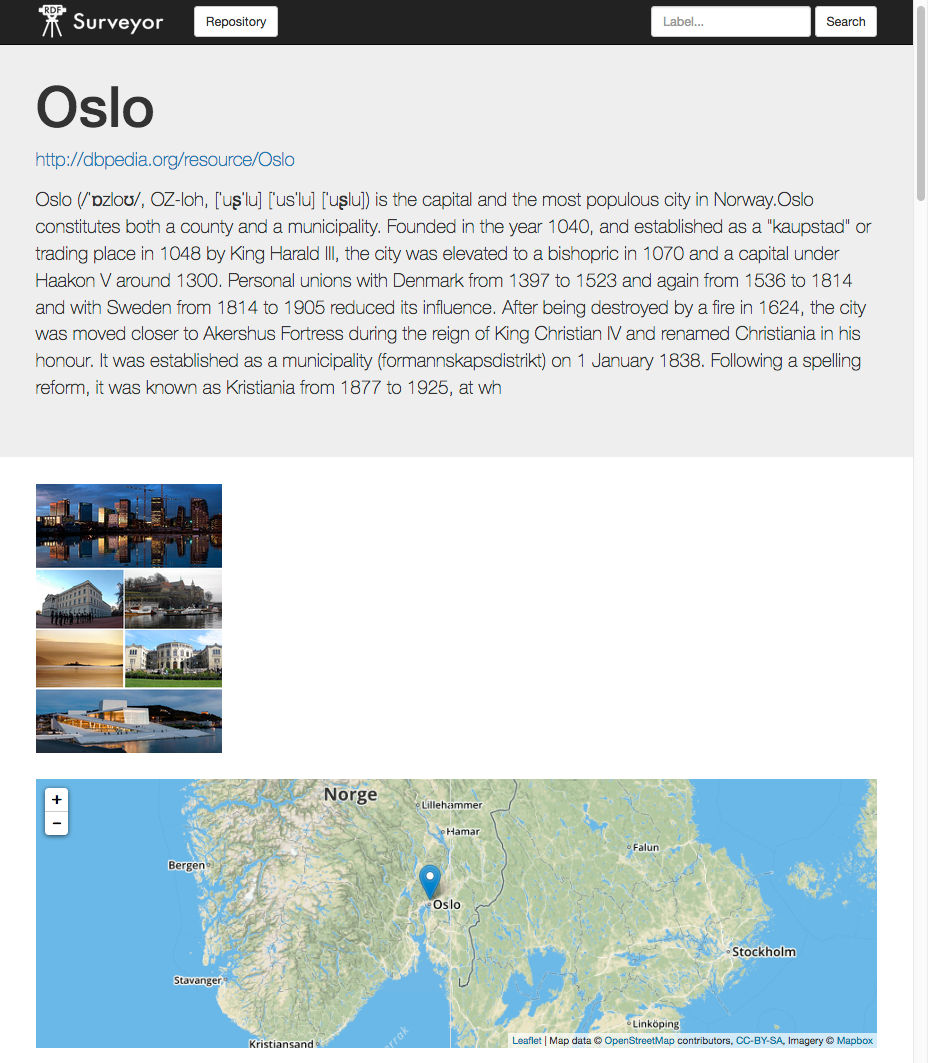 RDF
Surveyor
Repository
Label...
Search
Oslo
http://dbpedia.org/resource/Oslo
Oslo (/ˈɒzloʊ/, OZ-loh, [ˈuʂˈlu] [ˈusˈlu] [ˈuʂlu]) is the capital and the most populous city in Norway.Oslo
constitutes both a county and a municipality. Founded in the year 1040, and established as a "kaupstad" or
trading place in 1048 by King Harald III, the city was elevated to a bishopric in 1070 and a capital under
Haakon V around 1300. Personal unions with Denmark from 1397 to 1523 and again from 1536 to 1814
and with Sweden from 1814 to 1905 reduced its influence. After being destroyed by a fire in 1624, the city
was moved closer to Akershus Fortress during the reign of King Christian IV and renamed Christiania in his
honour. It was established as a municipality (formannskapsdistrikt) on 1 January 1838. Following a spelling
reform, it was known as Kristiania from 1877 to 1925, at wh
+
−
Norge
Lillehammer
Hamar
Falun
Bergen
Oslo
Stockholm
Stavanger
Linköping
Kristiansand
Leaflet | Map data © OpenStreetMap contributors, CC-BY-SA, Imagery © Mapbox